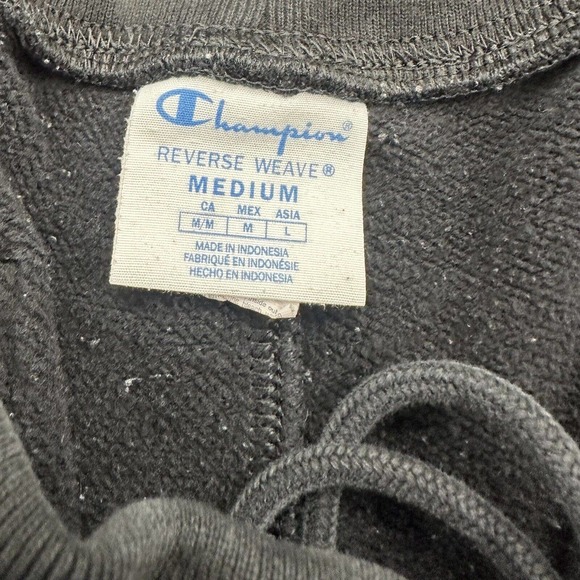 Champion®
REVERSE WEAVE®
MEDIUM
CA MEX ASIA
M/M M L
MADE IN INDONESIA
FABRIQUÉ EN INDONÉSIE
HECHO EN INDONESIA